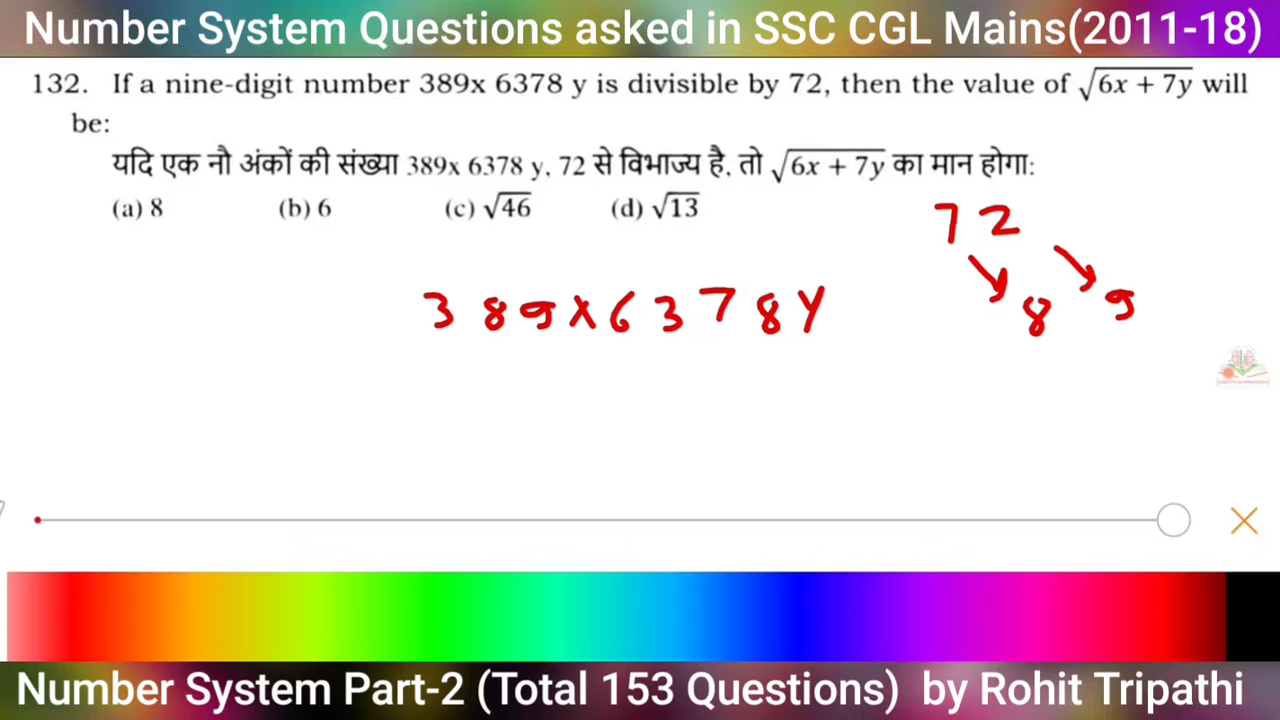 Number System Questions asked in SSC CGL Mains(2011-18)
132. If a nine-digit number 389x 6378 y is divisible by 72, then the value of √6x + 7y will
be:
यदि एक नौ अंकों की संख्या 389x 6378 y, 72 से विभाज्य है, तो √6x + 7y का मान होगा:
(a) 8 (b) 6 (c) √46 (d) √13
7 2
8 9
3 8 9 x 6 3 7 8 y
Number System Part-2 (Total 153 Questions) by Rohit Tripathi